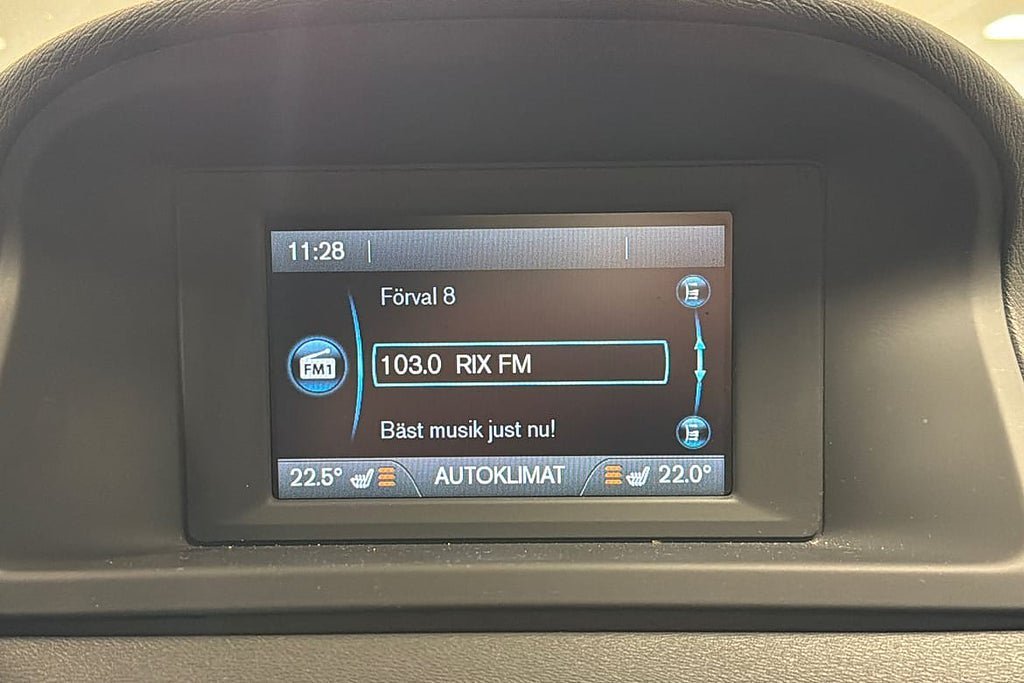 11:28
Förval 8
FM1
103.0 RIX FM
Bäst musik just nu!
22.5° AUTOKLIMAT 22.0°